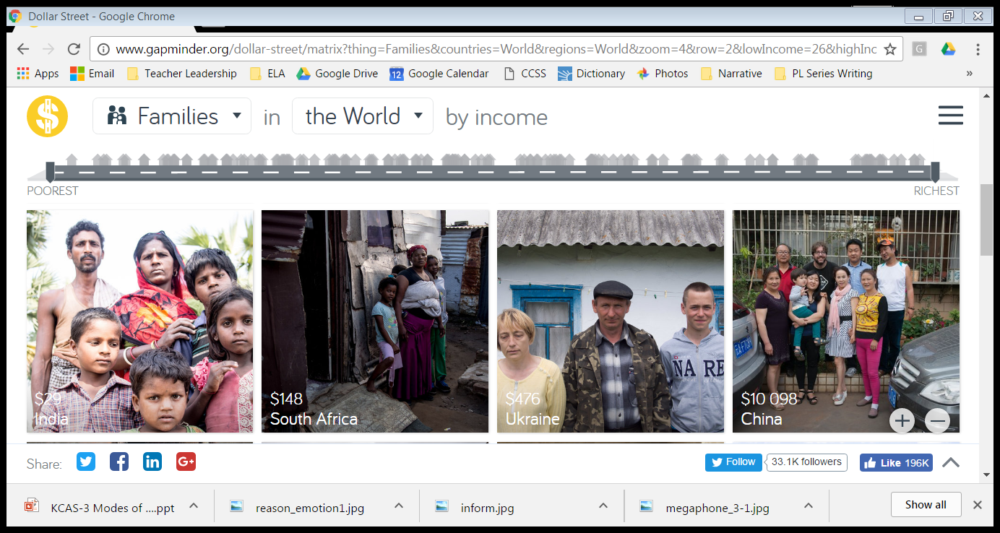 Dollar Street - Google Chrome
www.gapminder.org/dollar-street/matrix?thing=Families&countries=World&regions=World&zoom=4&row=2&lowIncome=26&highInc
G
Apps Email Teacher Leadership ELA Google Drive 12 Google Calendar CCSS Dictionary Photos Narrative PL Series Writing »
$ Families in the World by income
POOREST RICHEST
NA RE
$29 $148 $476 $10 098
India South Africa Ukraine China
Share: Follow 33.1K followers Like 196K
KCAS-3 Modes of ....ppt reason_emotion1.jpg inform.jpg megaphone_3-1.jpg Show all